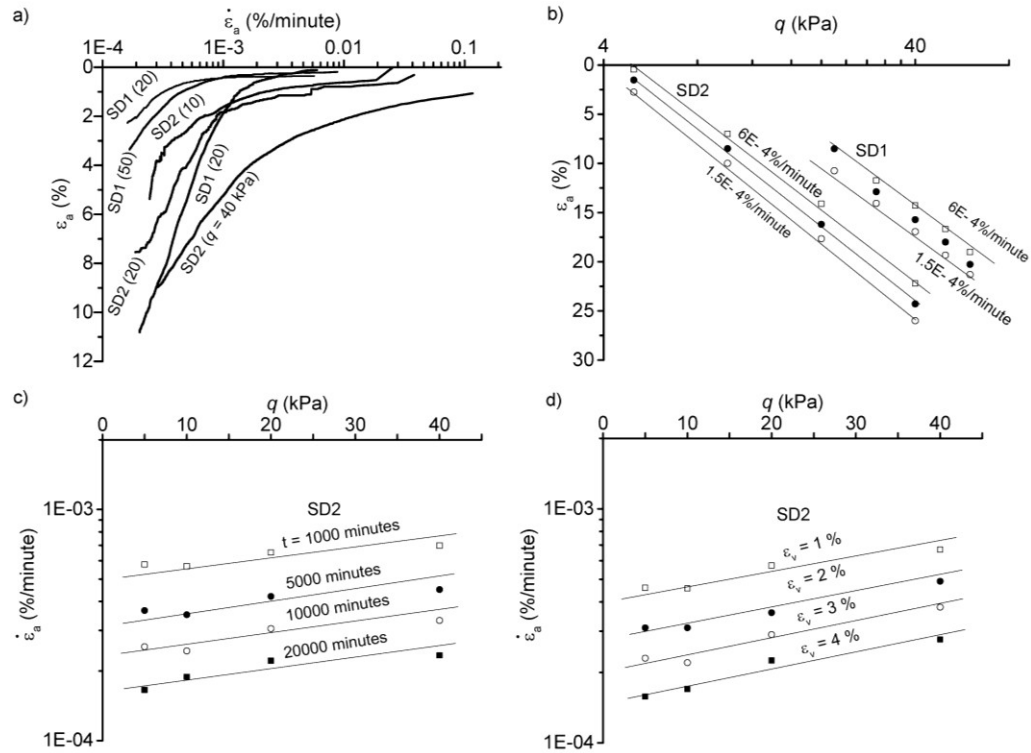 a)
ε̇ₐ (%/minute)
1E-4 1E-3 0.01 0.1
0
2
4
6
8
10
12
εₐ (%)
SD1 (20)
SD2 (10)
SD1 (50)
SD1 (20)
SD2 (q = 40 kPa)
SD2 (20)
b)
q (kPa)
4 40
0
5
10
15
20
25
30
εₐ (%)
SD2
6E- 4%/minute
1.5E- 4%/minute
SD1
6E- 4%/minute
1.5E- 4%/minute
c)
q (kPa)
0 10 20 30 40
ε̇ₐ (%/minute)
1E-03
1E-04
SD2
t = 1000 minutes
5000 minutes
10000 minutes
20000 minutes
d)
q (kPa)
0 10 20 30 40
ε̇ₐ (%/minute)
1E-03
1E-04
SD2
εᵥ = 1 %
εᵥ = 2 %
εᵥ = 3 %
εᵥ = 4 %